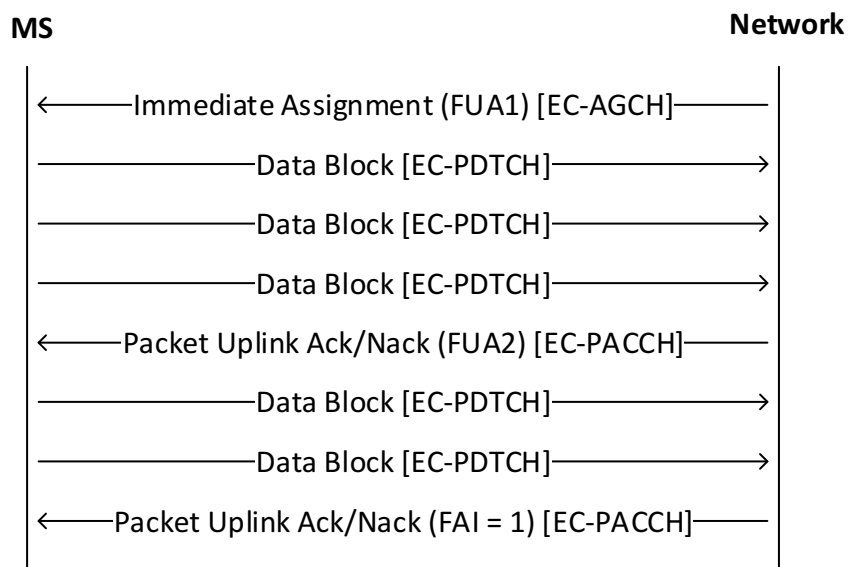 MS
Network
Immediate Assignment (FUA1) [EC-AGCH]
Data Block [EC-PDTCH]
Data Block [EC-PDTCH]
Data Block [EC-PDTCH]
Packet Uplink Ack/Nack (FUA2) [EC-PACCH]
Data Block [EC-PDTCH]
Data Block [EC-PDTCH]
Packet Uplink Ack/Nack (FAI = 1) [EC-PACCH]